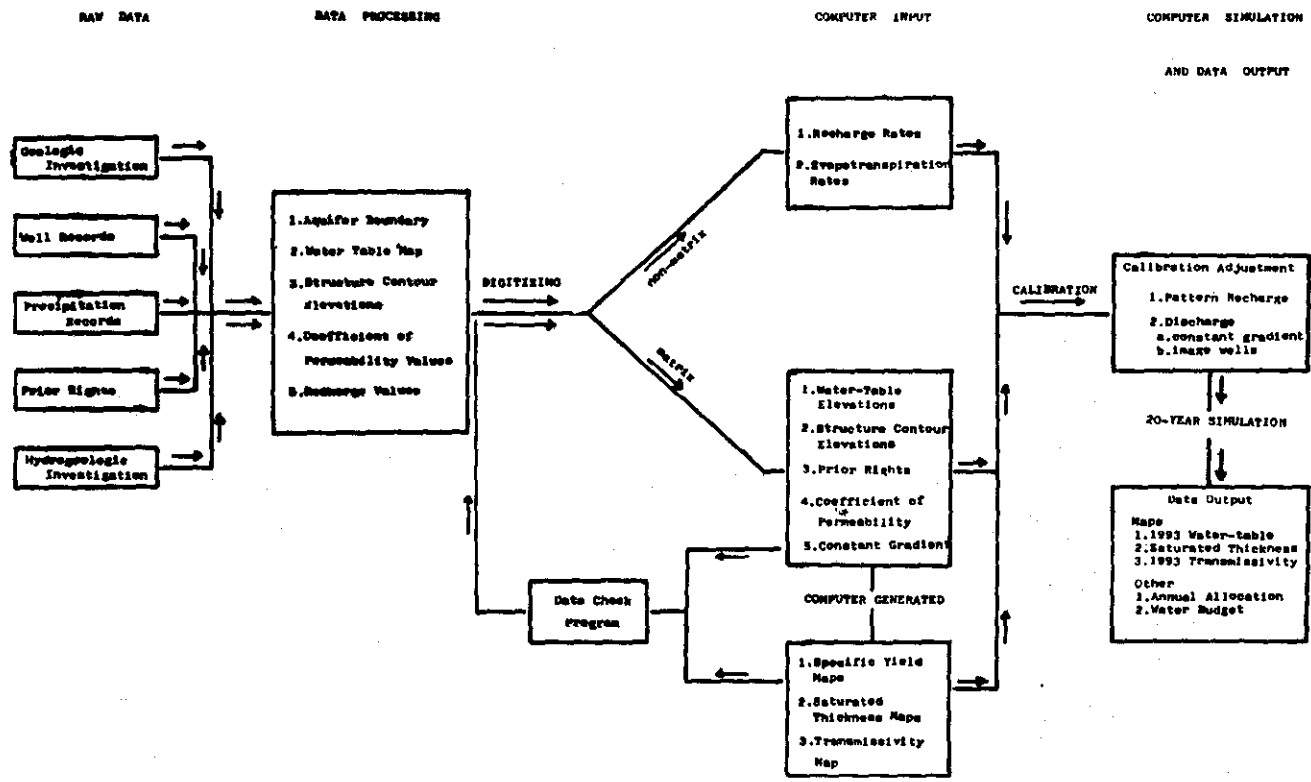 RAW DATA
DATA PROCESSING
COMPUTER INPUT
COMPUTER SIMULATION
AND DATA OUTPUT
Geologic
Investigation
Well Records
Precipitation
Records
Prior Rights
Hydrogeologic
Investigation
1.Aquifer Boundary
2.Water Table Map
3.Structure Contour
Elevations
4.Coefficient of
Permeability Values
5.Recharge Values
DIGITIZING
non-matrix
Matrix
1.Recharge Rates
2.Evapotranspiration
Rates
1.Water-Table
Elevations
2.Structure Contour
Elevations
3.Prior Rights
4.Coefficient of
Permeability
5.Constant Gradient
COMPUTER GENERATED
Data Check
Program
1.Specific Yield
Maps
2.Saturated
Thickness Maps
3.Transmissivity
Map
CALIBRATION
Calibration Adjustment
1.Pattern Recharge
2.Discharge
a.constant gradient
b.image wells
20-YEAR SIMULATION
Data Output
Maps
1.1993 Water-table
2.Saturated Thickness
3.1993 Transmissivity
Other
1.Annual Allocation
2.Water Budget